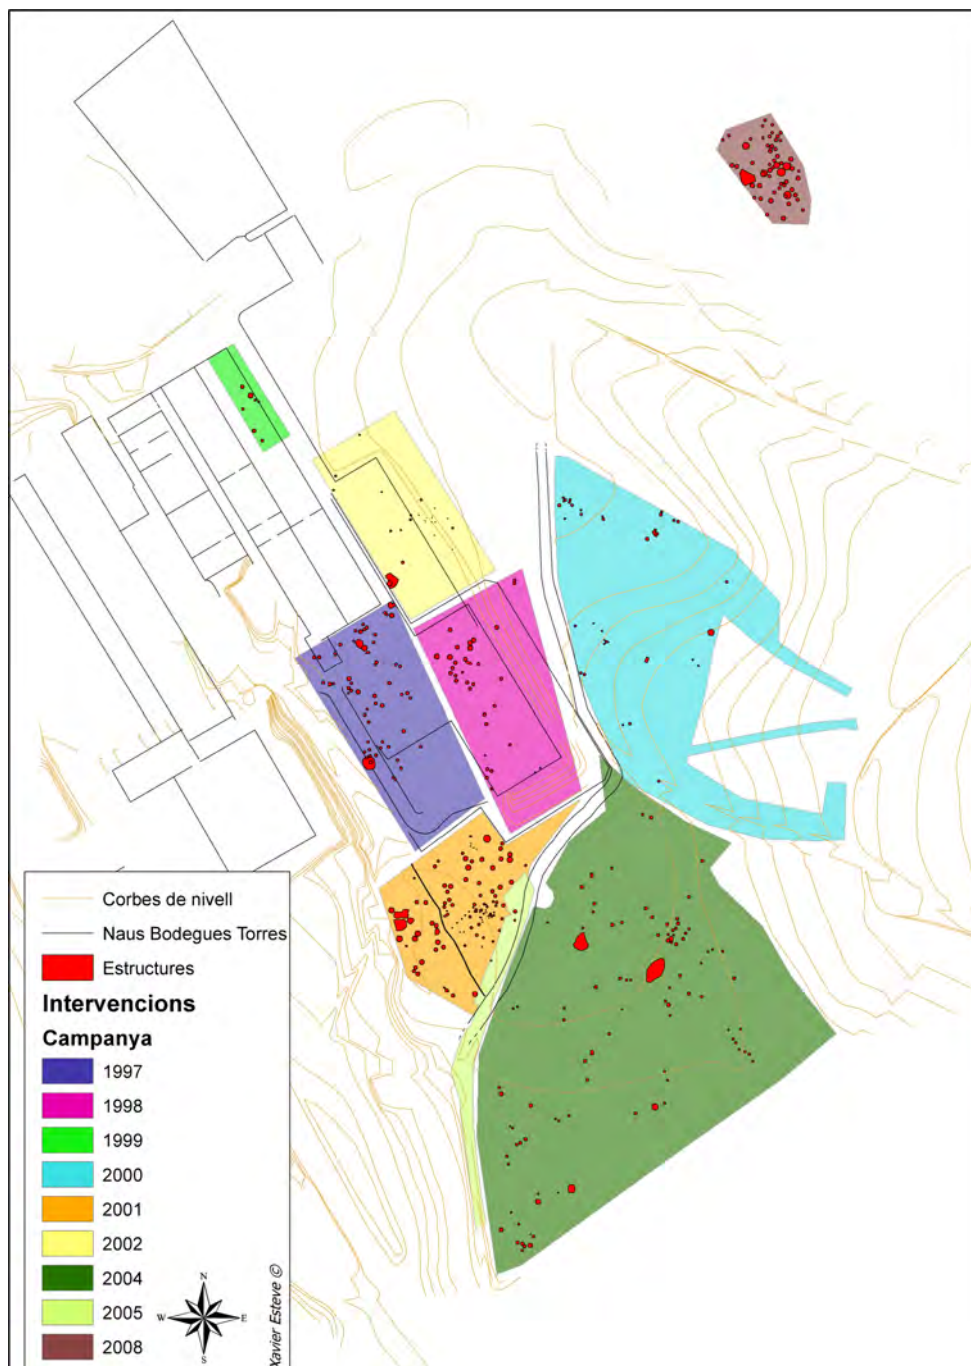 Corbes de nivell
Naus Bodegues Torres
Estructures
Intervencions
Campanya
1997
1998
1999
2000
2001
2002
2004
2005
2008
N
W E
S
Xavier Esteve ©